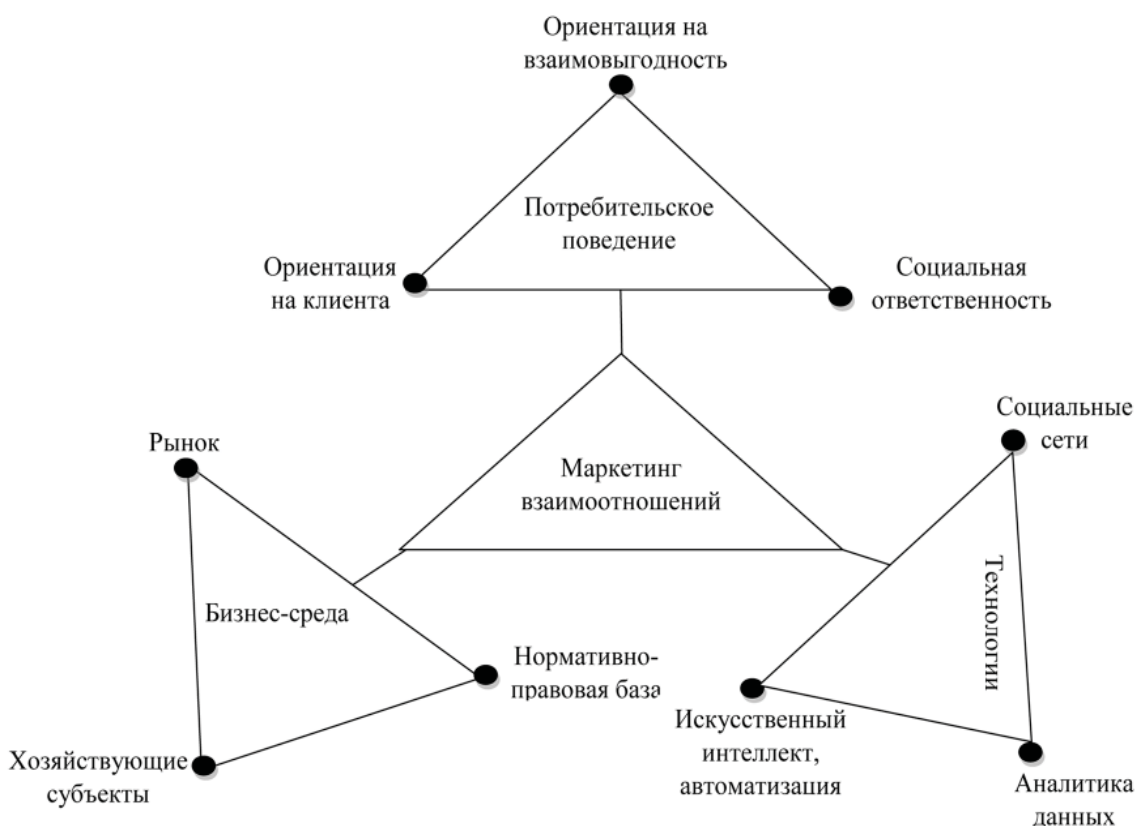 Ориентация на
взаимовыгодность
Потребительское
поведение
Ориентация
на клиента
Социальная
ответственность
Маркетинг
взаимоотношений
Рынок
Бизнес-среда
Нормативно-
правовая база
Хозяйствующие
субъекты
Социальные
сети
Технологии
Искусственный
интеллект,
автоматизация
Аналитика
данных